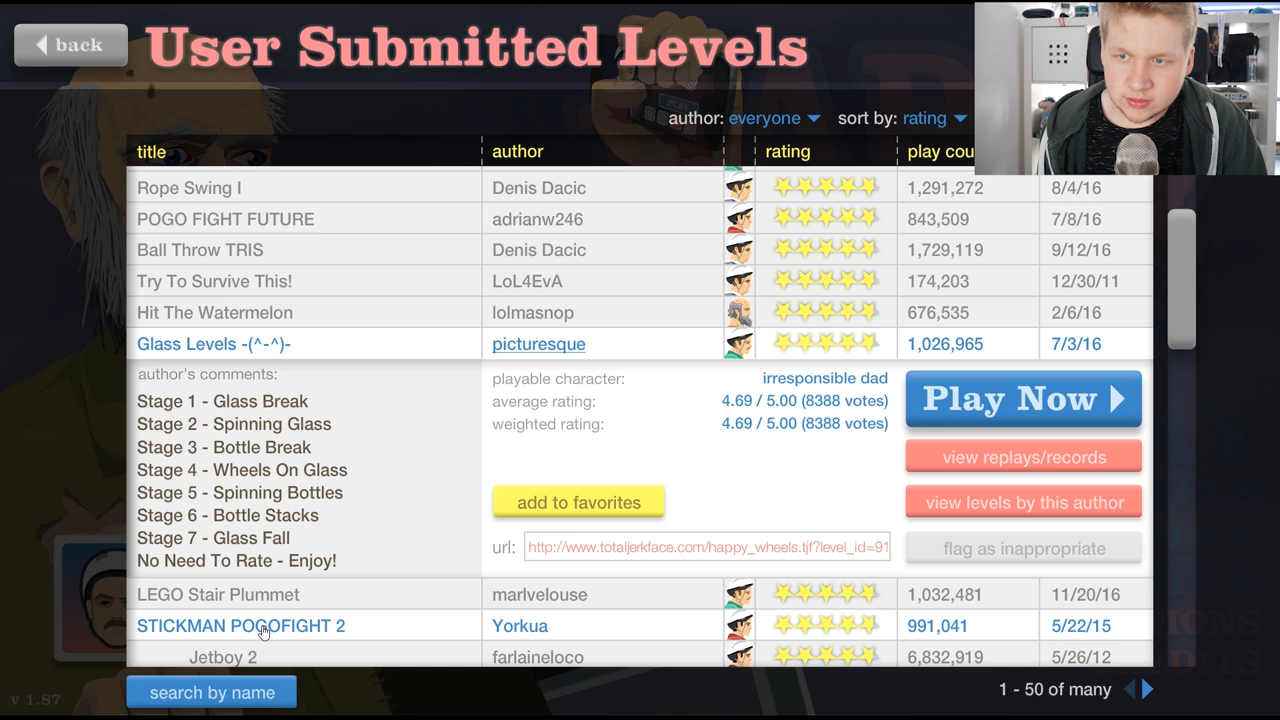 back
User Submitted Levels
PLAY
author: everyone sort by: rating
title author rating play cou
Rope Swing I Denis Dacic 1,291,272 8/4/16
POGO FIGHT FUTURE adrianw246 843,509 7/8/16
Ball Throw TRIS Denis Dacic 1,729,119 9/12/16
Try To Survive This! LoL4EvA 174,203 12/30/11
Hit The Watermelon lolmasnop 676,535 2/6/16
Glass Levels -(^-^)- picturesque 1,026,965 7/3/16
author's comments:
Stage 1 - Glass Break
Stage 2 - Spinning Glass
Stage 3 - Bottle Break
Stage 4 - Wheels On Glass
Stage 5 - Spinning Bottles
Stage 6 - Bottle Stacks
Stage 7 - Glass Fall
No Need To Rate - Enjoy!
playable character: irresponsible dad
average rating: 4.69 / 5.00 (8388 votes)
weighted rating: 4.69 / 5.00 (8388 votes)
add to favorites
url: http://www.totaljerkface.com/happy_wheels.tjf?level_id=91
Play Now
view replays/records
view levels by this author
flag as inappropriate
LEGO Stair Plummet marlvelouse 1,032,481 11/20/16
STICKMAN POGOFIGHT 2 Yorkua 991,041 5/22/15
Jetboy 2 farlaineloco 6,832,919 5/26/12
v 1.87
search by name
1 - 50 of many